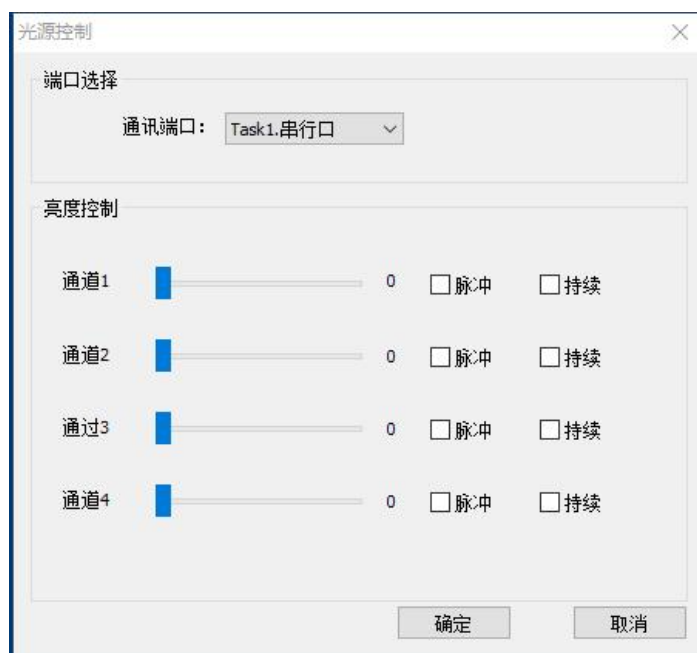 光源控制
端口选择
通讯端口： Task1.串行口
亮度控制
通道1 0 脉冲 持续
通道2 0 脉冲 持续
通过3 0 脉冲 持续
通道4 0 脉冲 持续
确定 取消